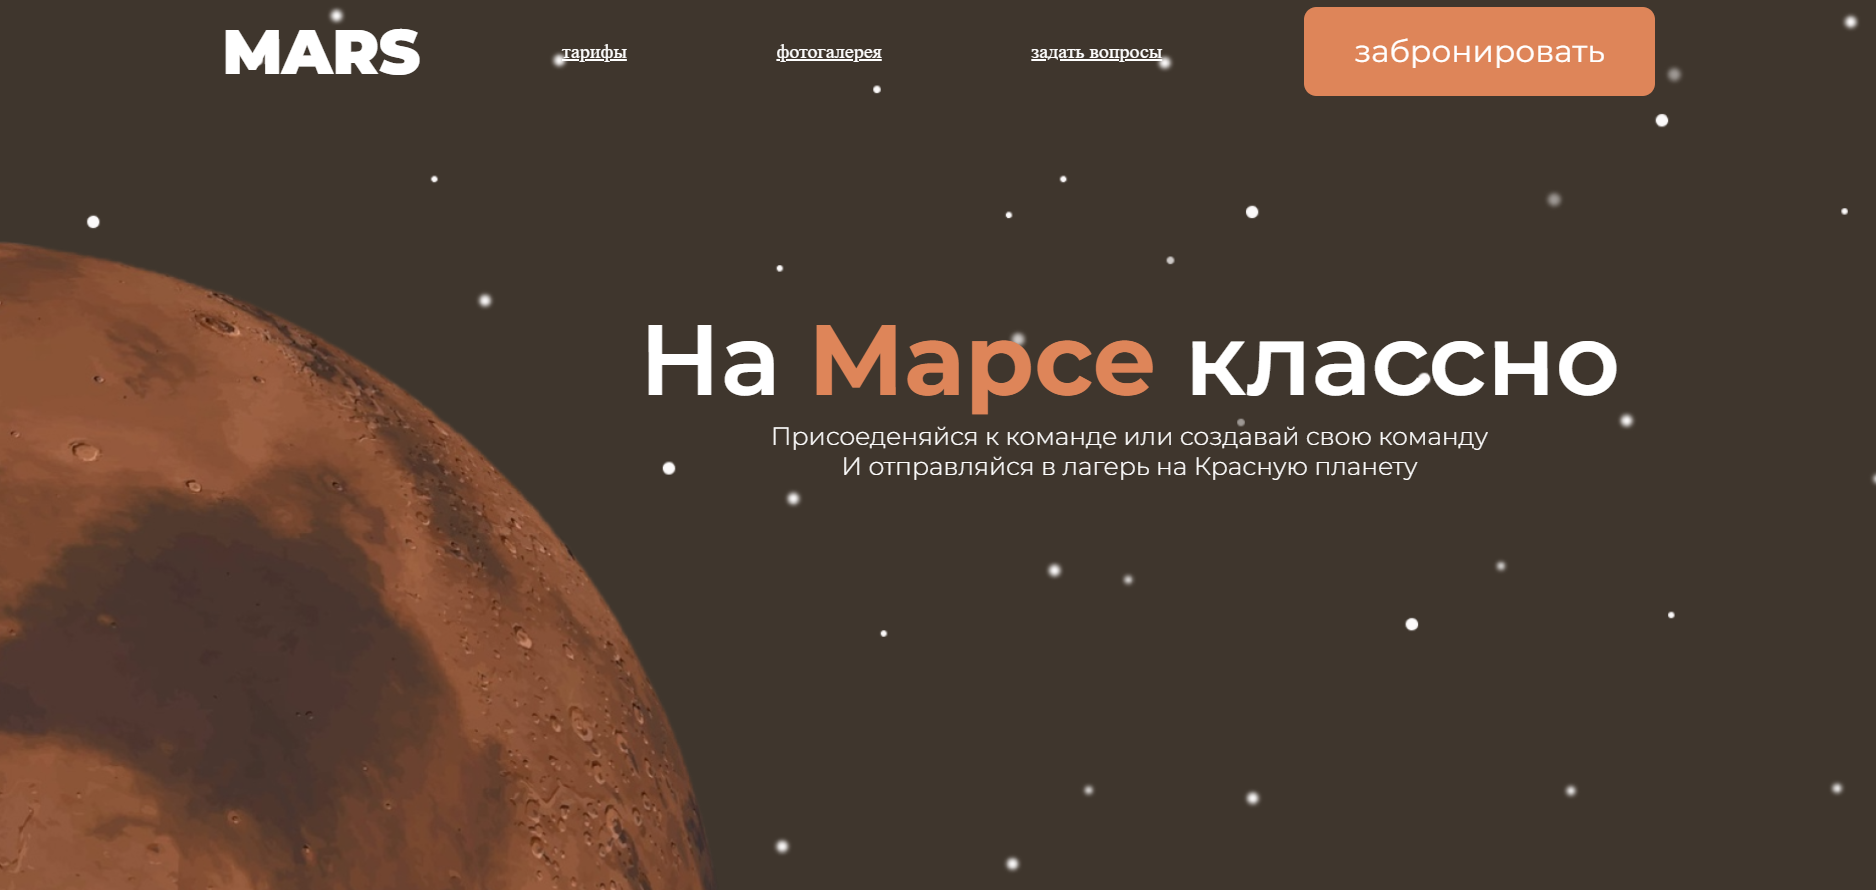 MARS
тарифы
фотогалерея
задать вопросы
забронировать
На Марсе классно
Присоеденяйся к команде или создавай свою команду
И отправляйся в лагерь на Красную планету